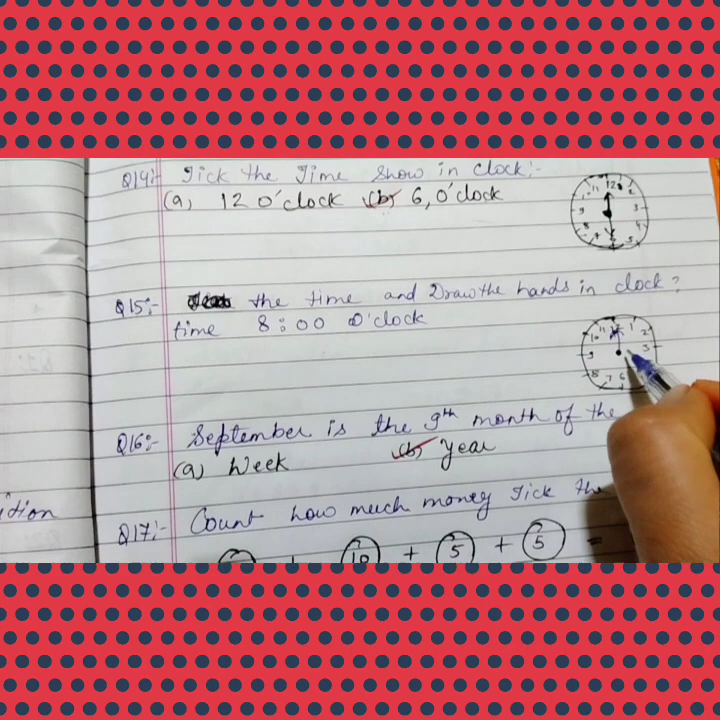 Q14:- Tick the Time Show in Clock:-
(a) 12 O'clock (b) 6, O'clock
Q15:- the time and Draw the hands in clock?
time 8:00 O'clock
Q16:- September is the 9th month of the
(a) Week (b) Year
ition
Q17:- Count how much money Tick the
10 + 5 + 5 =